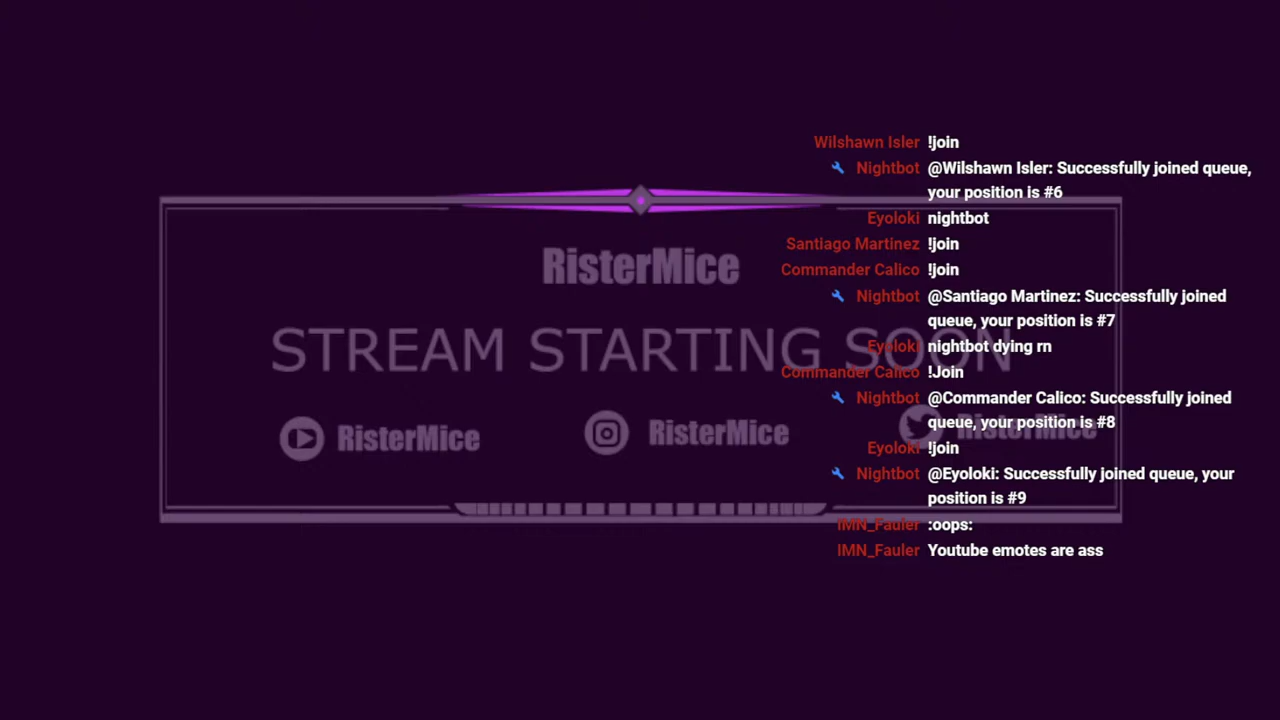 Wilshawn Isler !join
Nightbot @Wilshawn Isler: Successfully joined queue,
your position is #6
Eyoloki nightbot
Santiago Martinez !join
Commander Calico !join
Nightbot @Santiago Martinez: Successfully joined
queue, your position is #7
Eyoloki nightbot dying rn
Commander Calico !Join
Nightbot @Commander Calico: Successfully joined
queue, your position is #8
Eyoloki !join
Nightbot @Eyoloki: Successfully joined queue, your
position is #9
IMN_Fauler :oops:
IMN_Fauler Youtube emotes are ass
RisterMice
STREAM STARTING SOON
RisterMice
RisterMice
RisterMice